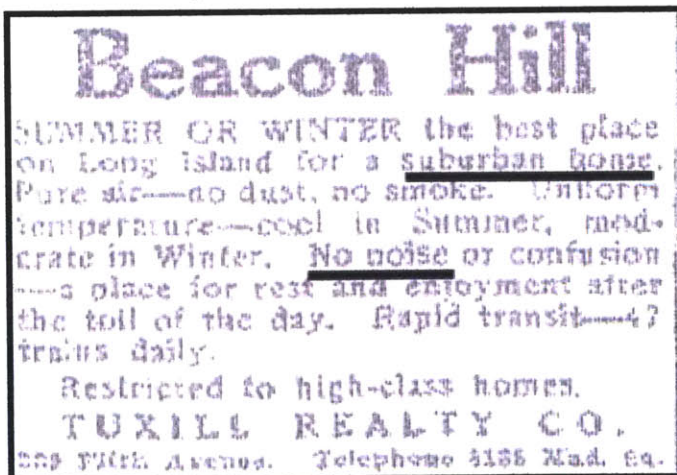 Beacon Hill
SUMMER OR WINTER the best place
on Long Island for a suburban home.
Pure air—no dust, no smoke. Uniform
temperature—cool in Summer, mod-
erate in Winter. No noise or confusion
—a place for rest and enjoyment after
the toil of the day. Rapid transit—47
trains daily.
Restricted to high-class homes.
TUXILL REALTY CO.
Fifth Avenue. Telephone Mad. Sq.